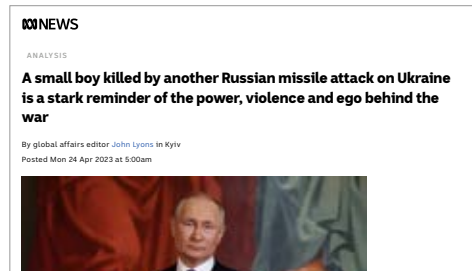 NEWS
ANALYSIS
A small boy killed by another Russian missile attack on Ukraine
is a stark reminder of the power, violence and ego behind the
war
By global affairs editor John Lyons in Kyiv
Posted Mon 24 Apr 2023 at 5:00am